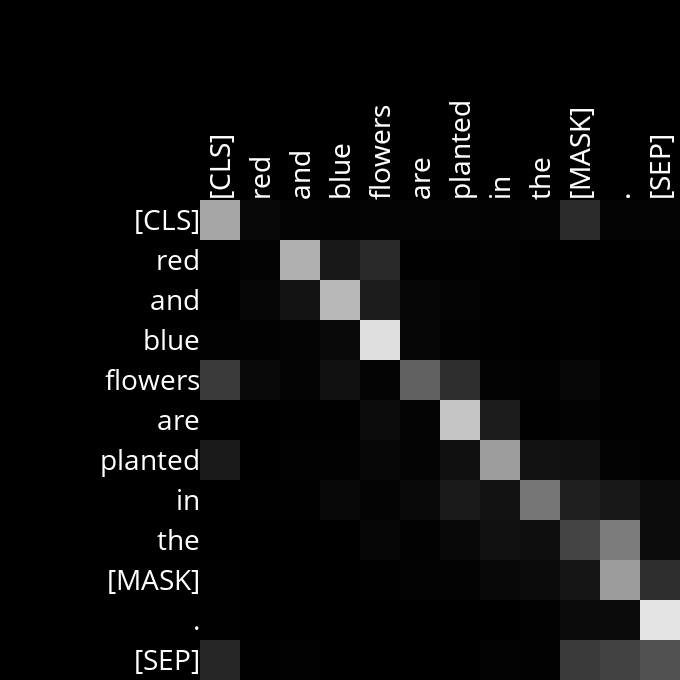 [CLS] red and blue flowers are planted in the [MASK] . [SEP]
[CLS]
red
and
blue
flowers
are
planted
in
the
[MASK]
.
[SEP]